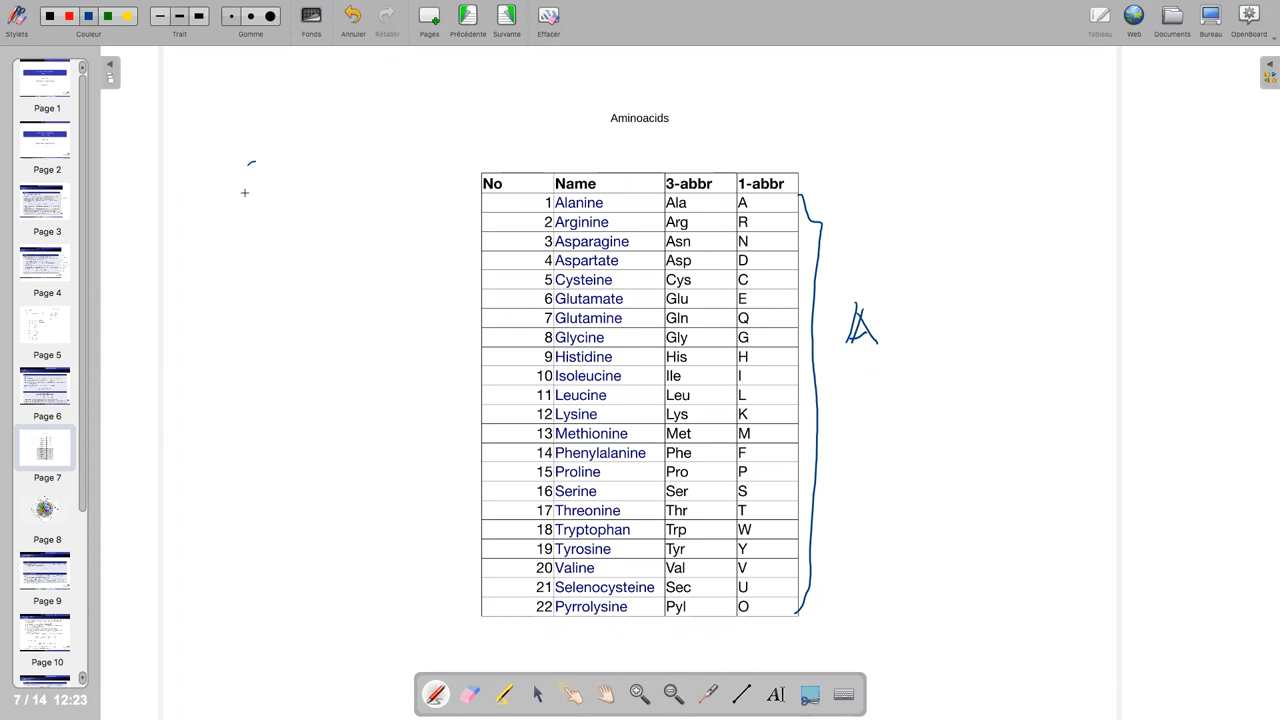 Stylets Couleur Trait Gomme Fonds Annuler Rétablir Pages Précédente Suivante Effacer Tableau Web Documents Bureau OpenBoard
Page 1
Page 2
Page 3
Page 4
Page 5
Page 6
Page 7
Page 8
Page 9
Page 10
7 / 14 12:23
Aminoacids
No Name 3-abbr 1-abbr
1 Alanine Ala A
2 Arginine Arg R
3 Asparagine Asn N
4 Aspartate Asp D
5 Cysteine Cys C
6 Glutamate Glu E
7 Glutamine Gln Q
8 Glycine Gly G
9 Histidine His H
10 Isoleucine Ile I
11 Leucine Leu L
12 Lysine Lys K
13 Methionine Met M
14 Phenylalanine Phe F
15 Proline Pro P
16 Serine Ser S
17 Threonine Thr T
18 Tryptophan Trp W
19 Tyrosine Tyr Y
20 Valine Val V
21 Selenocysteine Sec U
22 Pyrrolysine Pyl O
A